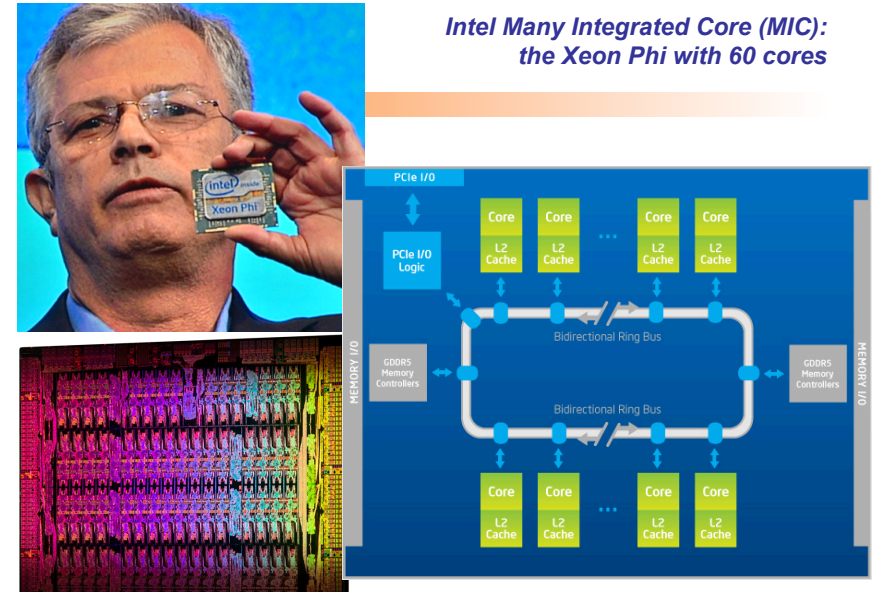 Intel Many Integrated Core (MIC):
the Xeon Phi with 60 cores
intel inside
Xeon Phi
PCIe I/O
PCIe I/O
Logic
Core
L2
Cache
Core
L2
Cache
...
Core
L2
Cache
Core
L2
Cache
Bidirectional Ring Bus
MEMORY I/O
GDDR5
Memory
Controllers
GDDR5
Memory
Controllers
MEMORY I/O
Bidirectional Ring Bus
Core
L2
Cache
Core
L2
Cache
...
Core
L2
Cache
Core
L2
Cache